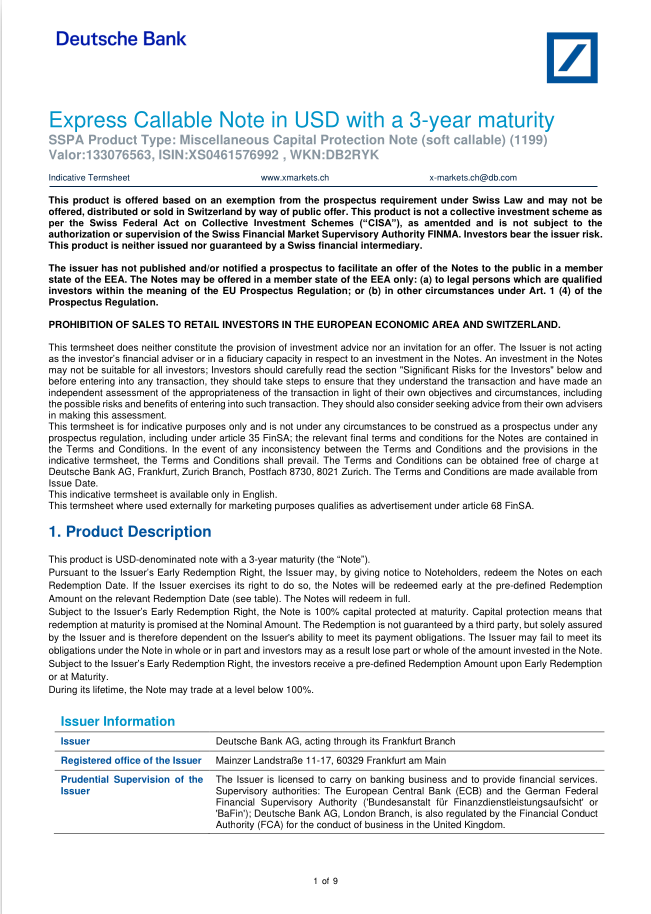 Deutsche Bank
Express Callable Note in USD with a 3-year maturity
SSPA Product Type: Miscellaneous Capital Protection Note (soft callable) (1199)
Valor:133076563, ISIN:XS0461576992 , WKN:DB2RYK
Indicative Termsheet www.xmarkets.ch x-markets.ch@db.com
This product is offered based on an exemption from the prospectus requirement under Swiss Law and may not be
offered, distributed or sold in Switzerland by way of public offer. This product is not a collective investment scheme as
per the Swiss Federal Act on Collective Investment Schemes (“CISA”), as amentded and is not subject to the
authorization or supervision of the Swiss Financial Market Supervisory Authority FINMA. Investors bear the issuer risk.
This product is neither issued nor guaranteed by a Swiss financial intermediary.
The issuer has not published and/or notified a prospectus to facilitate an offer of the Notes to the public in a member
state of the EEA. The Notes may be offered in a member state of the EEA only: (a) to legal persons which are qualified
investors within the meaning of the EU Prospectus Regulation; or (b) in other circumstances under Art. 1 (4) of the
Prospectus Regulation.
PROHIBITION OF SALES TO RETAIL INVESTORS IN THE EUROPEAN ECONOMIC AREA AND SWITZERLAND.
This termsheet does neither constitute the provision of investment advice nor an invitation for an offer. The Issuer is not acting
as the investor's financial adviser or in a fiduciary capacity in respect to an investment in the Notes. An investment in the Notes
may not be suitable for all investors; Investors should carefully read the section "Significant Risks for the Investors" below and
before entering into any transaction, they should take steps to ensure that they understand the transaction and have made an
independent assessment of the appropriateness of the transaction in light of their own objectives and circumstances, including
the possible risks and benefits of entering into such transaction. They should also consider seeking advice from their own advisers
in making this assessment.
This termsheet is for indicative purposes only and is not under any circumstances to be construed as a prospectus under any
prospectus regulation, including under article 35 FinSA; the relevant final terms and conditions for the Notes are contained in
the Terms and Conditions. In the event of any inconsistency between the Terms and Conditions and the provisions in the
indicative termsheet, the Terms and Conditions shall prevail. The Terms and Conditions can be obtained free of charge at
Deutsche Bank AG, Frankfurt, Zurich Branch, Postfach 8730, 8021 Zurich. The Terms and Conditions are made available from
Issue Date.
This indicative termsheet is available only in English.
This termsheet where used externally for marketing purposes qualifies as advertisement under article 68 FinSA.
1. Product Description
This product is USD-denominated note with a 3-year maturity (the “Note”).
Pursuant to the Issuer's Early Redemption Right, the Issuer may, by giving notice to Noteholders, redeem the Notes on each
Redemption Date. If the Issuer exercises its right to do so, the Notes will be redeemed early at the pre-defined Redemption
Amount on the relevant Redemption Date (see table). The Notes will redeem in full.
Subject to the Issuer's Early Redemption Right, the Note is 100% capital protected at maturity. Capital protection means that
redemption at maturity is promised at the Nominal Amount. The Redemption is not guaranteed by a third party, but solely assured
by the Issuer and is therefore dependent on the Issuer's ability to meet its payment obligations. The Issuer may fail to meet its
obligations under the Note in whole or in part and investors may as a result lose part or whole of the amount invested in the Note.
Subject to the Issuer's Early Redemption Right, the investors receive a pre-defined Redemption Amount upon Early Redemption
or at Maturity.
During its lifetime, the Note may trade at a level below 100%.
Issuer Information
Issuer Deutsche Bank AG, acting through its Frankfurt Branch
Registered office of the Issuer Mainzer Landstraße 11-17, 60329 Frankfurt am Main
Prudential Supervision of the Issuer The Issuer is licensed to carry on banking business and to provide financial services.
Supervisory authorities: The European Central Bank (ECB) and the German Federal
Financial Supervisory Authority ('Bundesanstalt für Finanzdienstleistungsaufsicht' or
'BaFin'); Deutsche Bank AG, London Branch, is also regulated by the Financial Conduct
Authority (FCA) for the conduct of business in the United Kingdom.
1 of 9